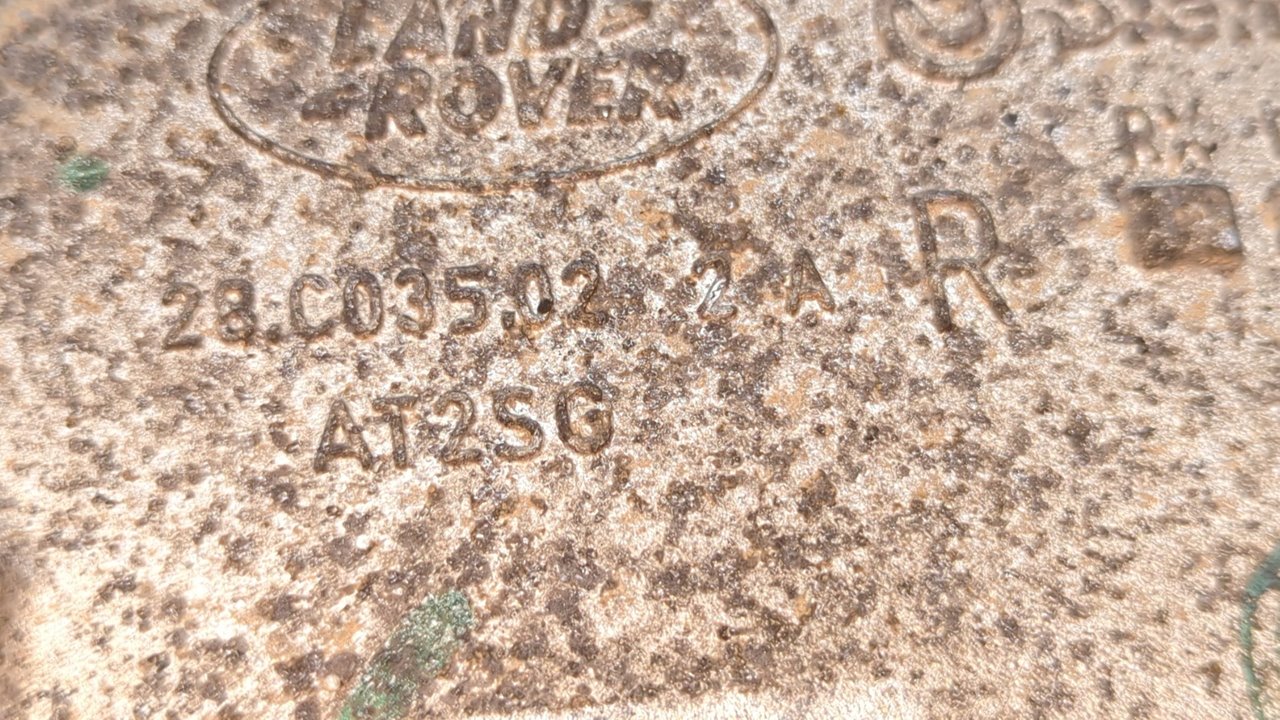 LAND
ROVER
28.C035.02 2 A R
AT2SG